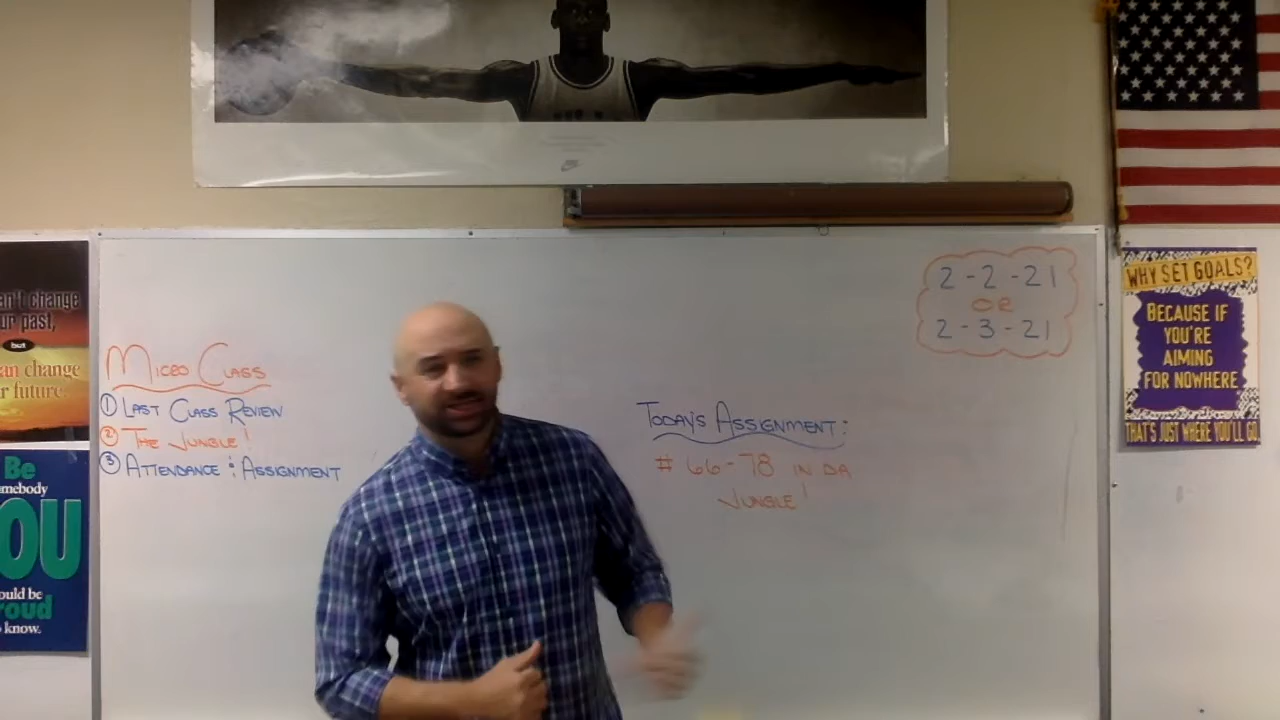 an't change
ur past,
but
an change
r future.
Be
mebody
YOU
ould be
roud
know.
MICRO CLASS
① LAST CLASS REVIEW
② THE JUNGLE!
③ ATTENDANCE & ASSIGNMENT
TODAY'S ASSIGNMENT:
# 66-78 IN DA
JUNGLE!
2-2-21
OR
2-3-21
WHY SET GOALS?
BECAUSE IF
YOU'RE
AIMING
FOR NOWHERE
THAT'S JUST WHERE YOU'LL GO.